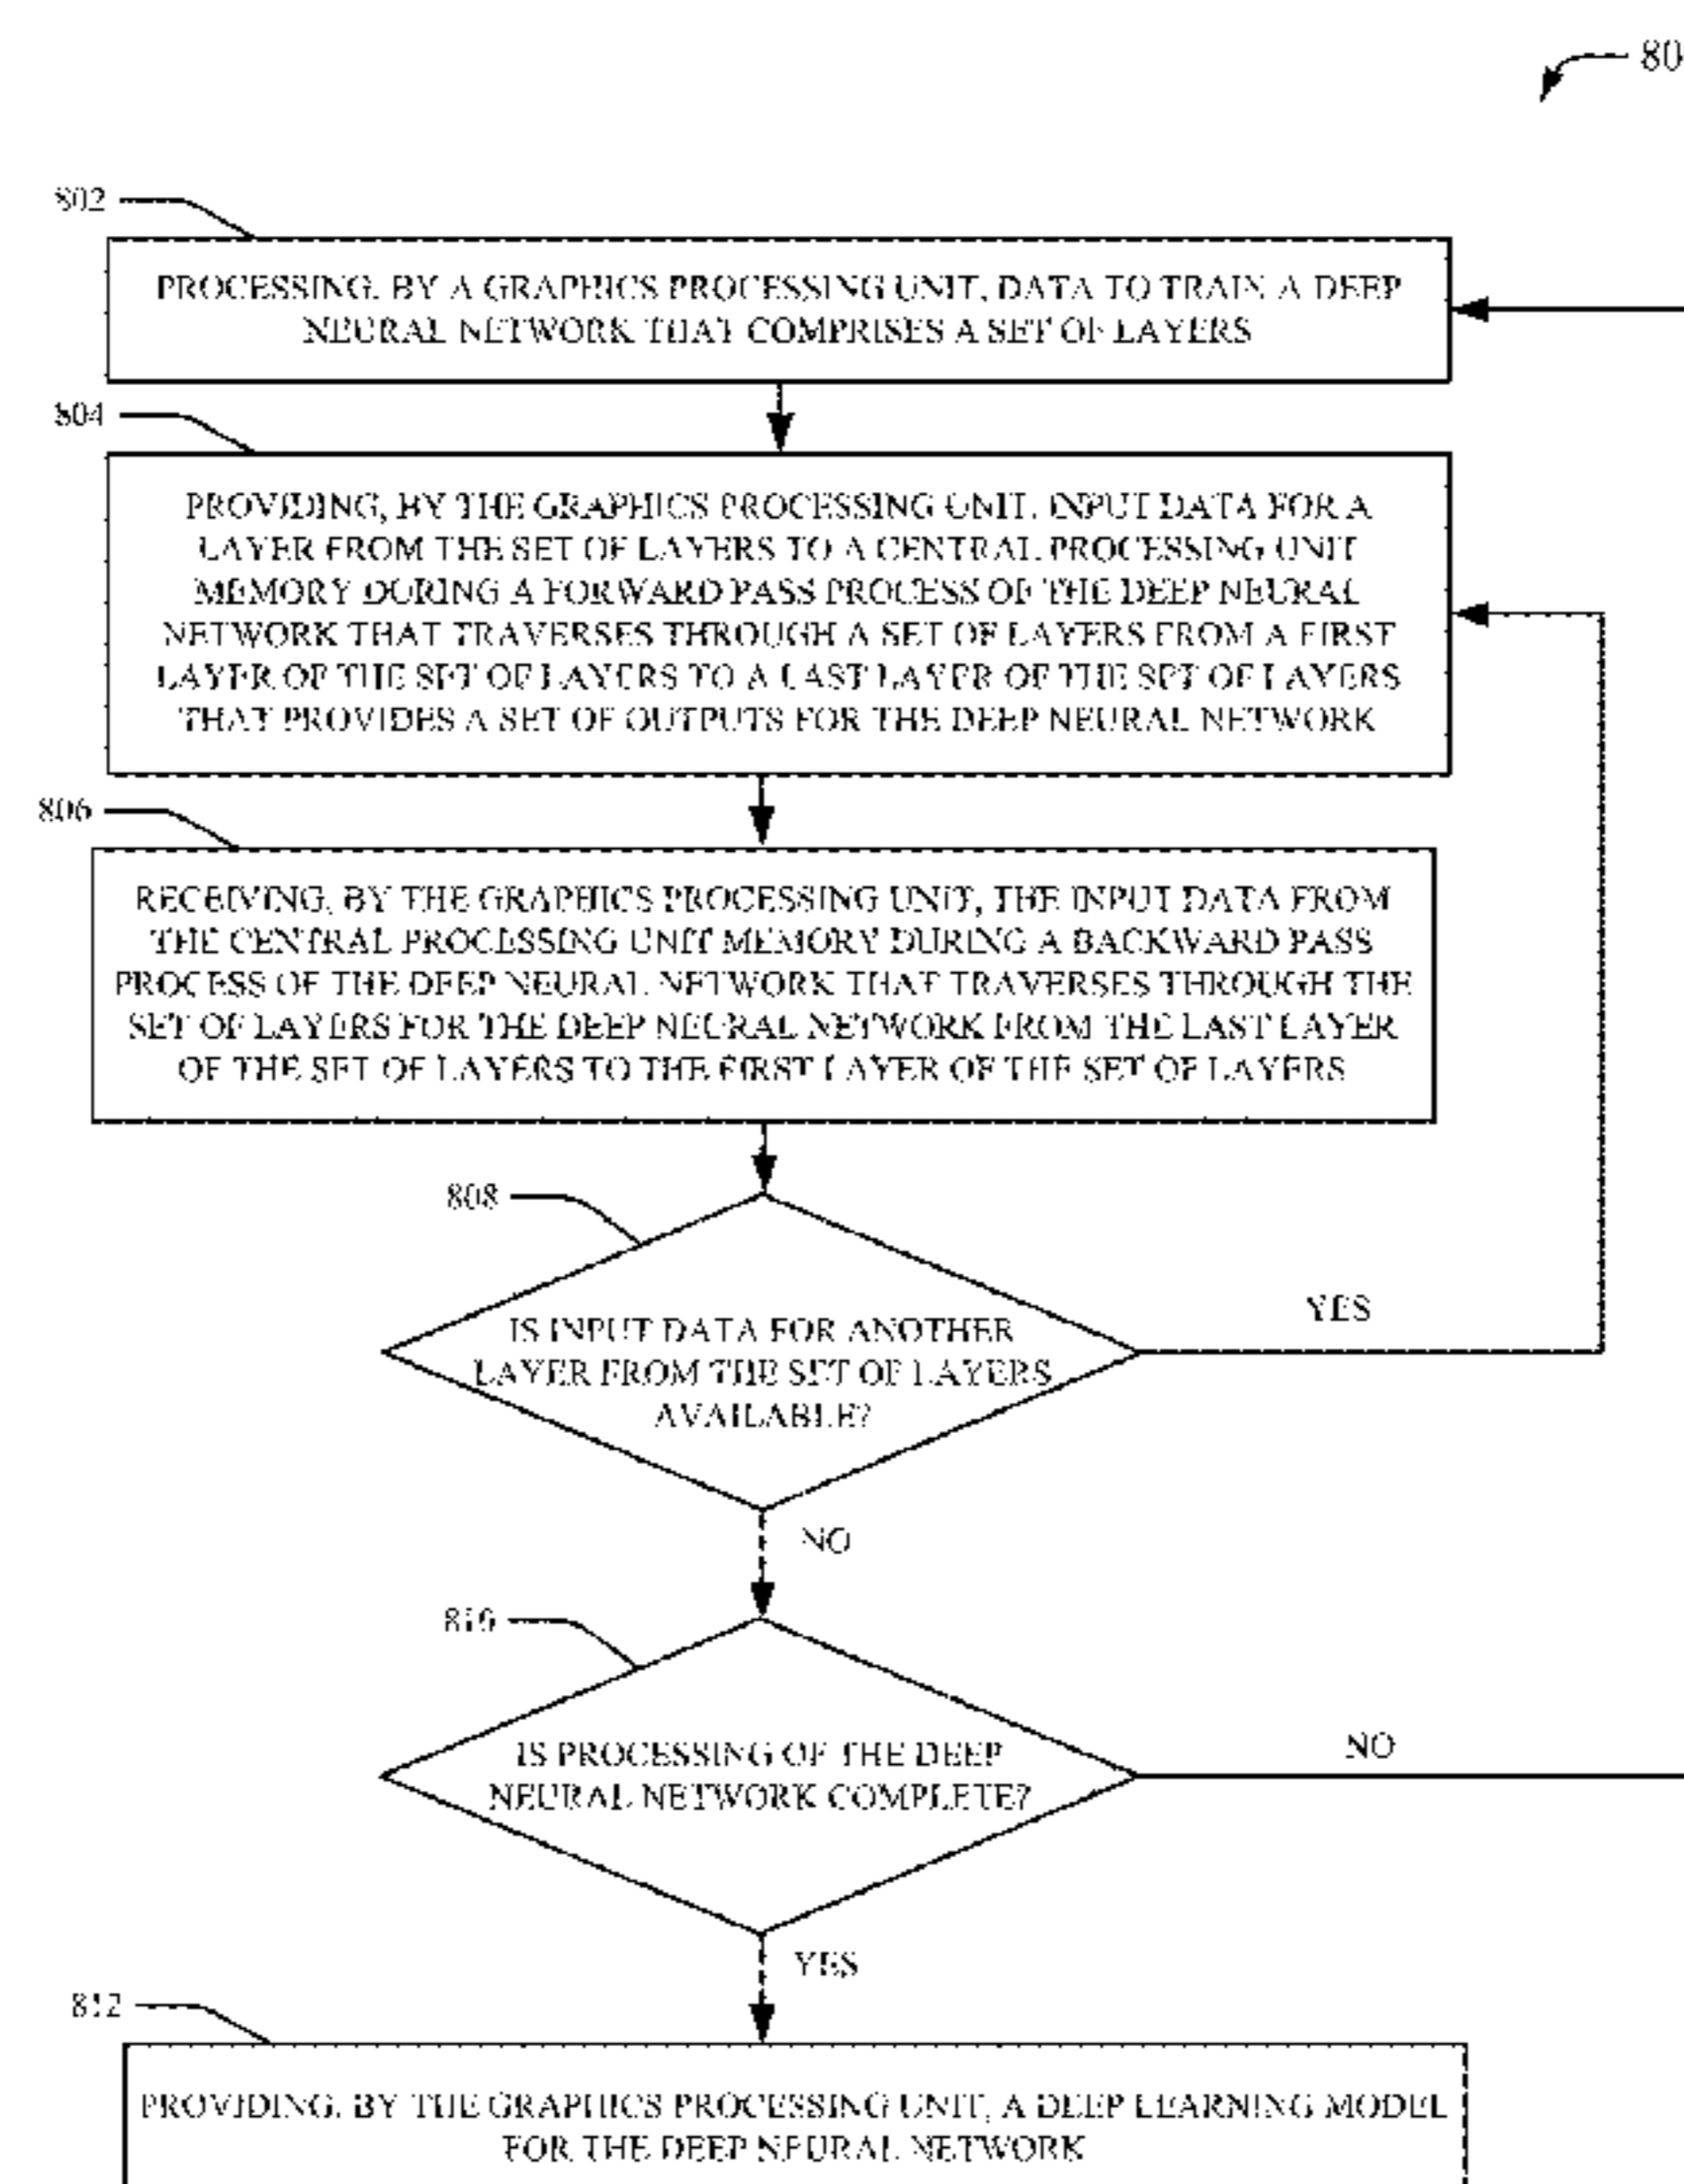 80
802
PROCESSING, BY A GRAPHICS PROCESSING UNIT, DATA TO TRAIN A DEEP
NEURAL NETWORK THAT COMPRISES A SET OF LAYERS
804
PROVIDING, BY THE GRAPHICS PROCESSING UNIT, INPUT DATA FOR A
LAYER FROM THE SET OF LAYERS TO A CENTRAL PROCESSING UNIT
MEMORY DURING A FORWARD PASS PROCESS OF THE DEEP NEURAL
NETWORK THAT TRAVERSES THROUGH A SET OF LAYERS FROM A FIRST
LAYER OF THE SET OF LAYERS TO A LAST LAYER OF THE SET OF LAYERS
THAT PROVIDES A SET OF OUTPUTS FOR THE DEEP NEURAL NETWORK
806
RECEIVING, BY THE GRAPHICS PROCESSING UNIT, THE INPUT DATA FROM
THE CENTRAL PROCESSING UNIT MEMORY DURING A BACKWARD PASS
PROCESS OF THE DEEP NEURAL NETWORK THAT TRAVERSES THROUGH THE
SET OF LAYERS FOR THE DEEP NEURAL NETWORK FROM THE LAST LAYER
OF THE SET OF LAYERS TO THE FIRST LAYER OF THE SET OF LAYERS
808
IS INPUT DATA FOR ANOTHER
LAYER FROM THE SET OF LAYERS
AVAILABLE?
YES
NO
810
IS PROCESSING OF THE DEEP
NEURAL NETWORK COMPLETE?
NO
YES
812
PROVIDING, BY THE GRAPHICS PROCESSING UNIT, A DEEP LEARNING MODEL
FOR THE DEEP NEURAL NETWORK